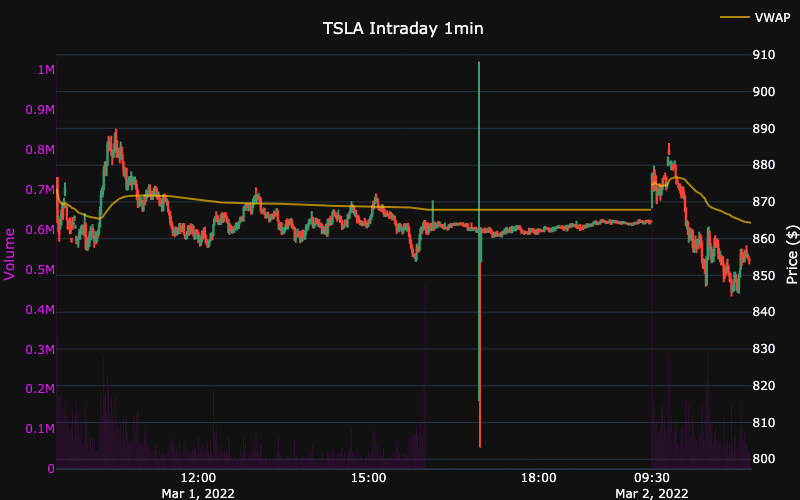 VWAP
TSLA Intraday 1min
1M
0.9M
0.8M
0.7M
0.6M
0.5M
0.4M
0.3M
0.2M
0.1M
0
Volume
910
900
890
880
870
860
850
840
830
820
810
800
Price ($)
12:00 15:00 18:00 09:30
Mar 1, 2022 Mar 2, 2022